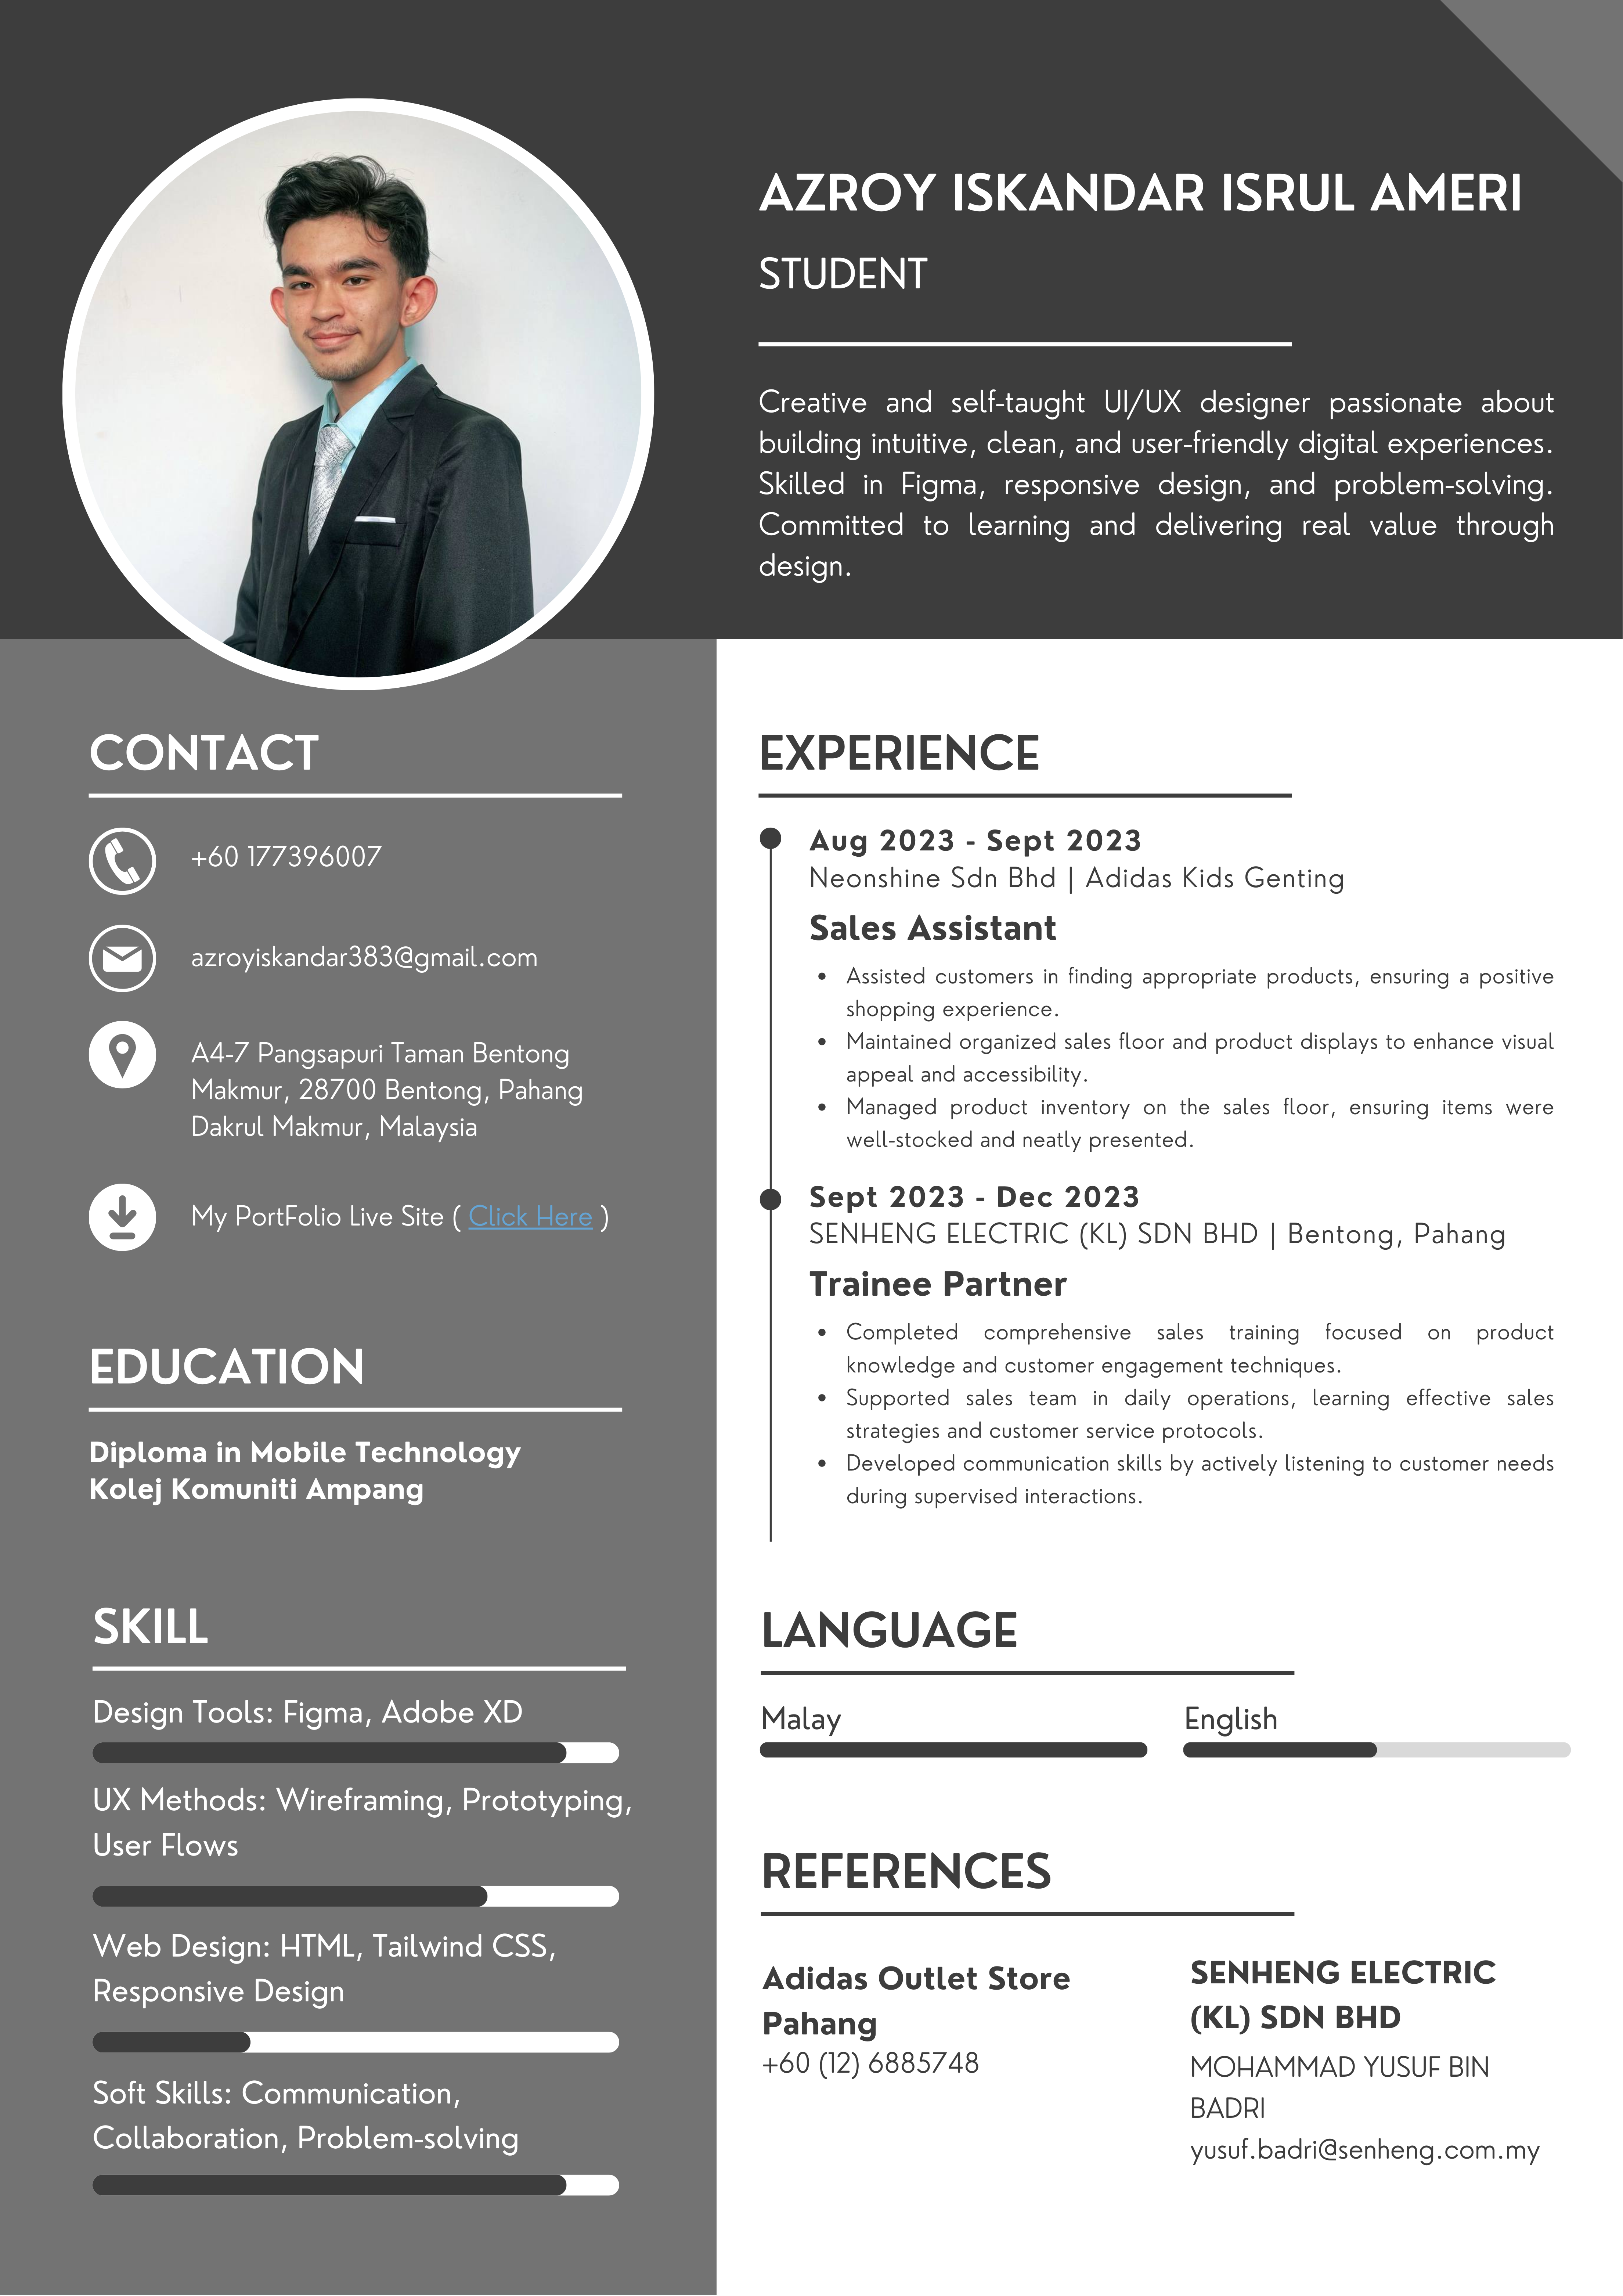 AZROY ISKANDAR ISRUL AMERI
STUDENT
Creative and self-taught UI/UX designer passionate about
building intuitive, clean, and user-friendly digital experiences.
Skilled in Figma, responsive design, and problem-solving.
Committed to learning and delivering real value through
design.
CONTACT
+60 177396007
azroyiskandar383@gmail.com
A4-7 Pangsapuri Taman Bentong
Makmur, 28700 Bentong, Pahang
Dakrul Makmur, Malaysia
My PortFolio Live Site ( Click Here )
EDUCATION
Diploma in Mobile Technology
Kolej Komuniti Ampang
SKILL
Design Tools: Figma, Adobe XD
UX Methods: Wireframing, Prototyping,
User Flows
Web Design: HTML, Tailwind CSS,
Responsive Design
Soft Skills: Communication,
Collaboration, Problem-solving
EXPERIENCE
Aug 2023 - Sept 2023
Neonshine Sdn Bhd | Adidas Kids Genting
Sales Assistant
• Assisted customers in finding appropriate products, ensuring a positive
shopping experience.
• Maintained organized sales floor and product displays to enhance visual
appeal and accessibility.
• Managed product inventory on the sales floor, ensuring items were
well-stocked and neatly presented.
Sept 2023 - Dec 2023
SENHENG ELECTRIC (KL) SDN BHD | Bentong, Pahang
Trainee Partner
• Completed comprehensive sales training focused on product
knowledge and customer engagement techniques.
• Supported sales team in daily operations, learning effective sales
strategies and customer service protocols.
• Developed communication skills by actively listening to customer needs
during supervised interactions.
LANGUAGE
Malay
English
REFERENCES
Adidas Outlet Store
Pahang
+60 (12) 6885748
SENHENG ELECTRIC
(KL) SDN BHD
MOHAMMAD YUSUF BIN
BADRI
yusuf.badri@senheng.com.my